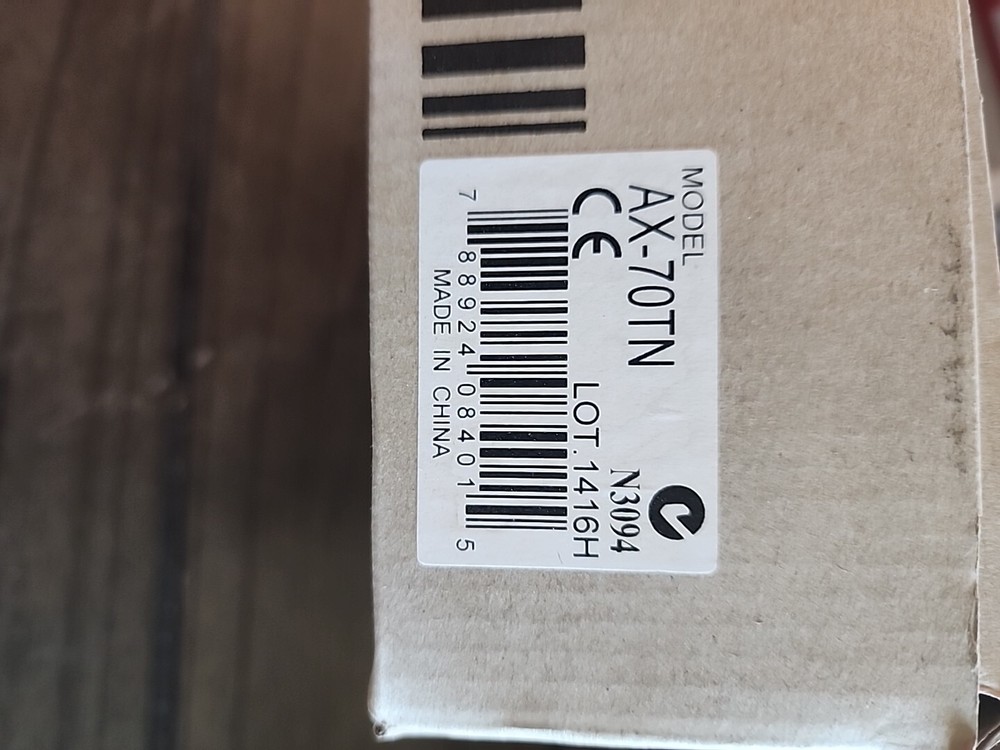 MODEL
AX-70TN
CE
N3094
LOT.1416H
7 88924 08401 5
MADE IN CHINA